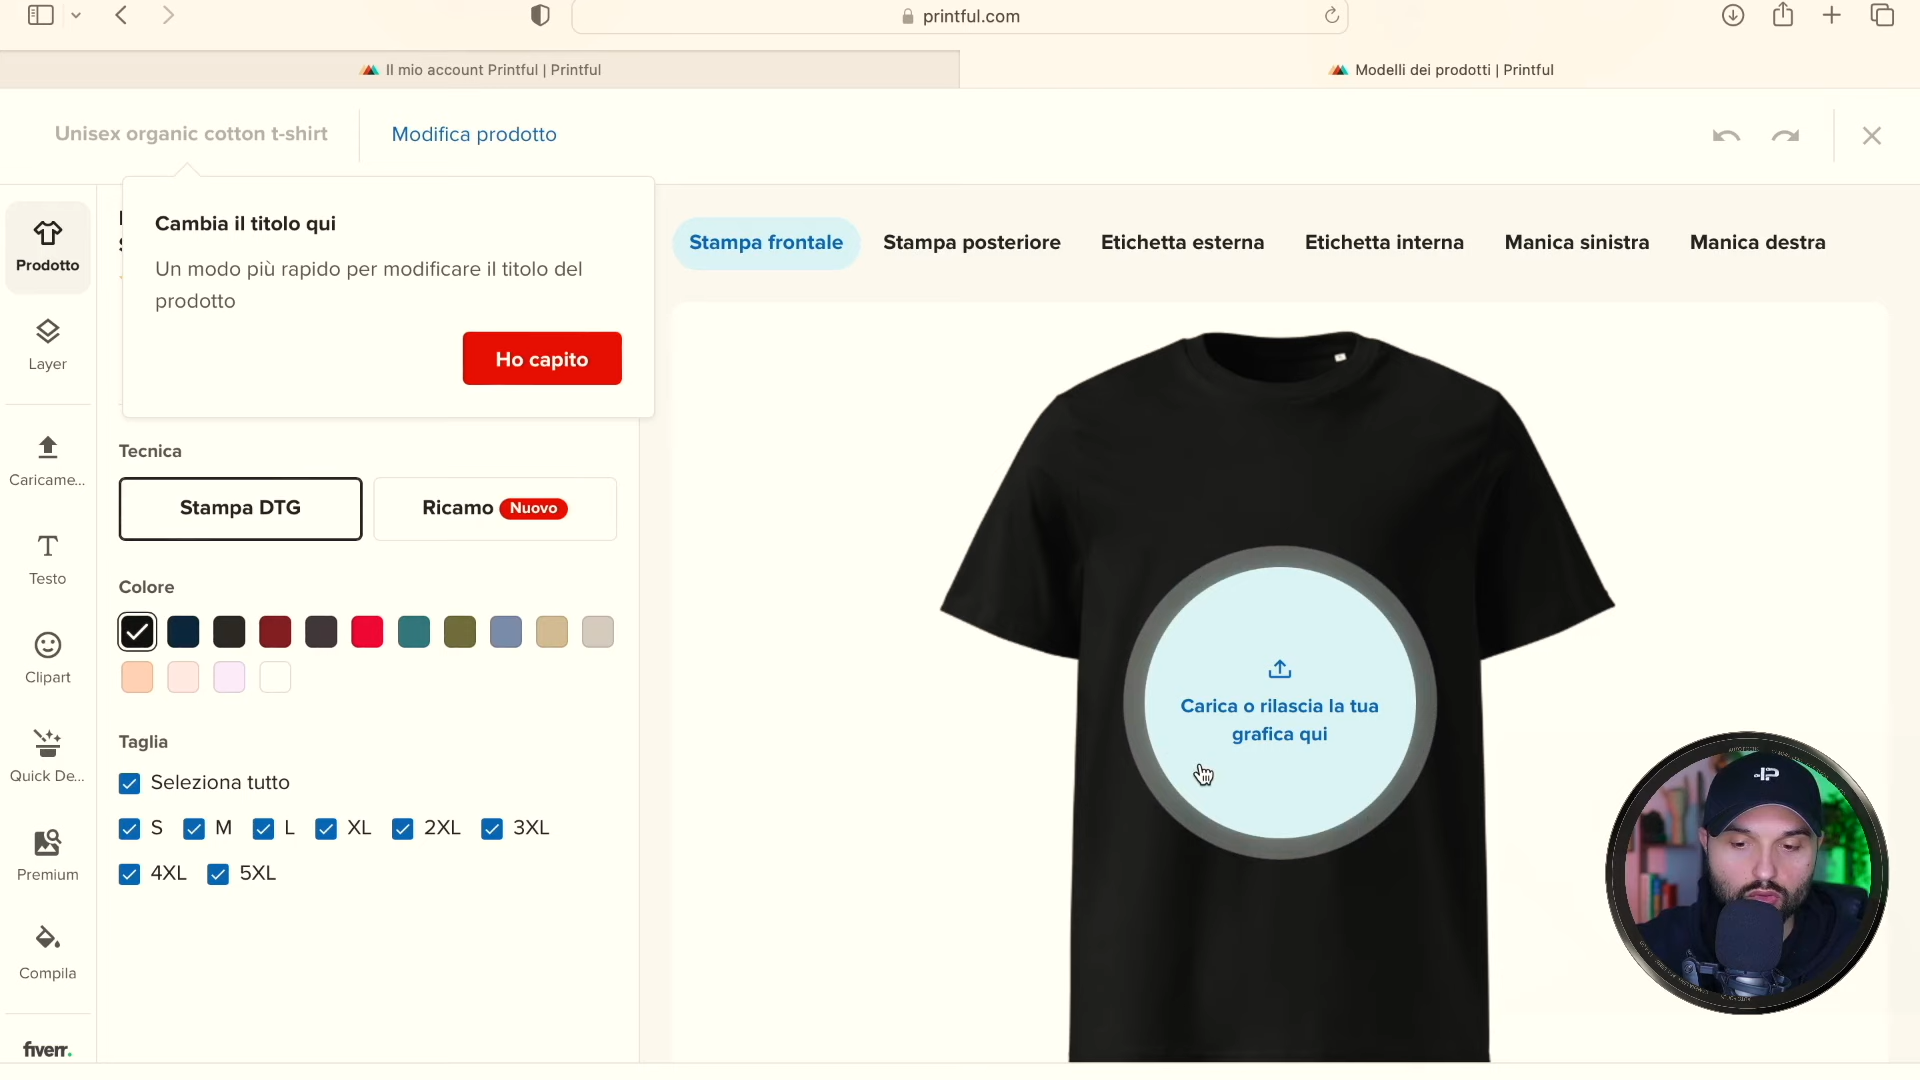 printful.com
Il mio account Printful | Printful
Modelli dei prodotti | Printful
Unisex organic cotton t-shirt
Modifica prodotto
Cambia il titolo qui
Un modo più rapido per modificare il titolo del
prodotto
Ho capito
Prodotto
Layer
Caricame...
Testo
Clipart
Quick De...
Premium
Compila
fiverr.
Tecnica
Stampa DTG
Ricamo Nuovo
Colore
Taglia
Seleziona tutto
S M L XL 2XL 3XL
4XL 5XL
Stampa frontale Stampa posteriore Etichetta esterna Etichetta interna Manica sinistra Manica destra
Carica o rilascia la tua
grafica qui